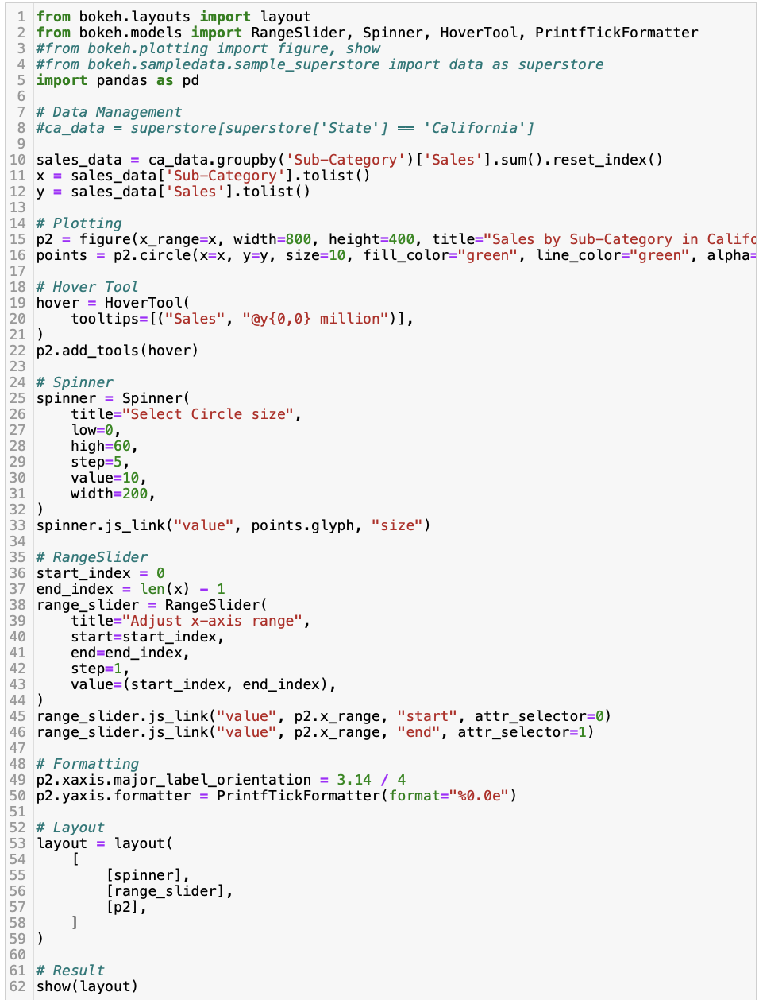 1 from bokeh.layouts import layout
2 from bokeh.models import RangeSlider, Spinner, HoverTool, PrintfTickFormatter
3 #from bokeh.plotting import figure, show
4 #from bokeh.sampledata.sample_superstore import data as superstore
5 import pandas as pd
6
7 # Data Management
8 #ca_data = superstore[superstore['State'] == 'California']
9
10 sales_data = ca_data.groupby('Sub-Category')['Sales'].sum().reset_index()
11 x = sales_data['Sub-Category'].tolist()
12 y = sales_data['Sales'].tolist()
13
14 # Plotting
15 p2 = figure(x_range=x, width=800, height=400, title="Sales by Sub-Category in Califo
16 points = p2.circle(x=x, y=y, size=10, fill_color="green", line_color="green", alpha=
17
18 # Hover Tool
19 hover = HoverTool(
20     tooltips=[("Sales", "@y{0,0} million")],
21 )
22 p2.add_tools(hover)
23
24 # Spinner
25 spinner = Spinner(
26     title="Select Circle size",
27     low=0,
28     high=60,
29     step=5,
30     value=10,
31     width=200,
32 )
33 spinner.js_link("value", points.glyph, "size")
34
35 # RangeSlider
36 start_index = 0
37 end_index = len(x) - 1
38 range_slider = RangeSlider(
39     title="Adjust x-axis range",
40     start=start_index,
41     end=end_index,
42     step=1,
43     value=(start_index, end_index),
44 )
45 range_slider.js_link("value", p2.x_range, "start", attr_selector=0)
46 range_slider.js_link("value", p2.x_range, "end", attr_selector=1)
47
48 # Formatting
49 p2.xaxis.major_label_orientation = 3.14 / 4
50 p2.yaxis.formatter = PrintfTickFormatter(format="%0.0e")
51
52 # Layout
53 layout = layout(
54     [
55         [spinner],
56         [range_slider],
57         [p2],
58     ]
59 )
60
61 # Result
62 show(layout)